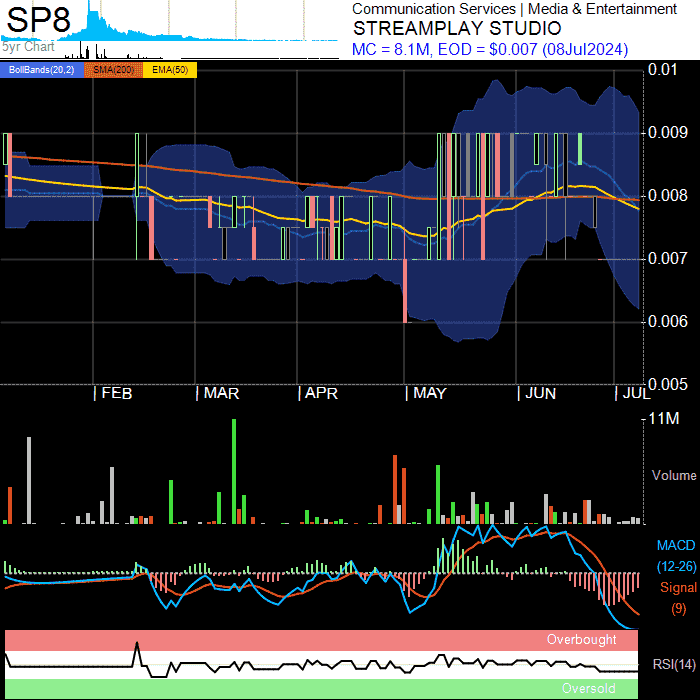 SP8
Communication Services | Media & Entertainment
STREAMPLAY STUDIO
5yr Chart
MC = 8.1M, EOD = $0.007 (08Jul2024)
BollBands(20,2) SMA(200) EMA(50)
0.01
0.009
0.008
0.007
0.006
0.005
| FEB | MAR | APR | MAY | JUN | JUL
11M
Volume
MACD
(12-26)
Signal
(9)
Overbought
RSI(14)
Oversold